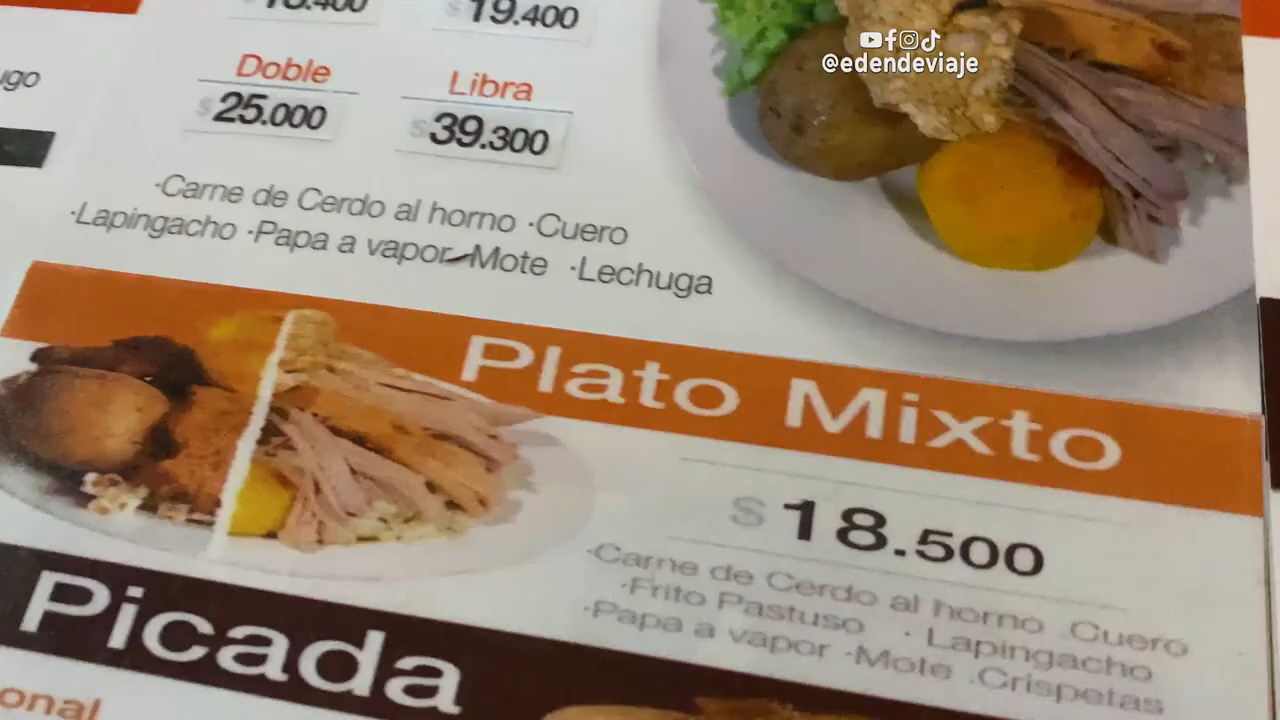 19.400
@edendeviaje
ugo
Doble
Libra
$25.000
$39.300
·Carne de Cerdo al horno ·Cuero
·Lapingacho ·Papa a vapor ·Mote ·Lechuga
Plato Mixto
$18.500
·Carne de Cerdo al horno ·Cuero
·Frito Pastuso · Lapingacho
·Papa a vapor ·Mote ·Crispetas
Picada
onal